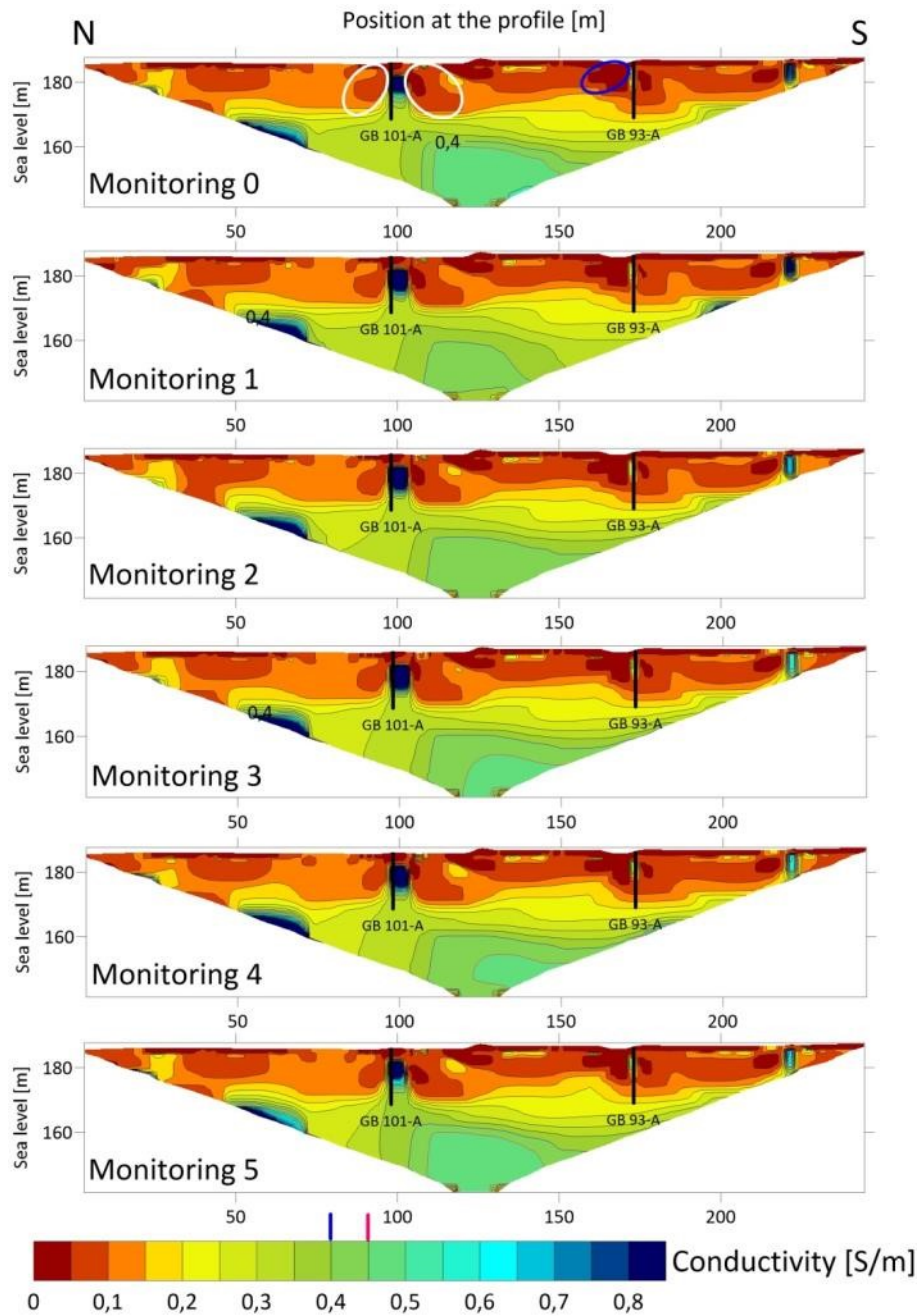 Position at the profile [m]
N
S
Sea level [m]
180
160
GB 101-A
GB 93-A
0,4
Monitoring 0
50
100
150
200
Sea level [m]
180
160
0,4
GB 101-A
GB 93-A
Monitoring 1
50
100
150
200
Sea level [m]
180
160
GB 101-A
GB 93-A
Monitoring 2
50
100
150
200
Sea level [m]
180
160
0,4
GB 101-A
GB 93-A
Monitoring 3
50
100
150
200
Sea level [m]
180
160
GB 101-A
GB 93-A
Monitoring 4
50
100
150
200
Sea level [m]
180
160
GB 101-A
GB 93-A
Monitoring 5
50
100
150
200
Conductivity [S/m]
0
0,1
0,2
0,3
0,4
0,5
0,6
0,7
0,8